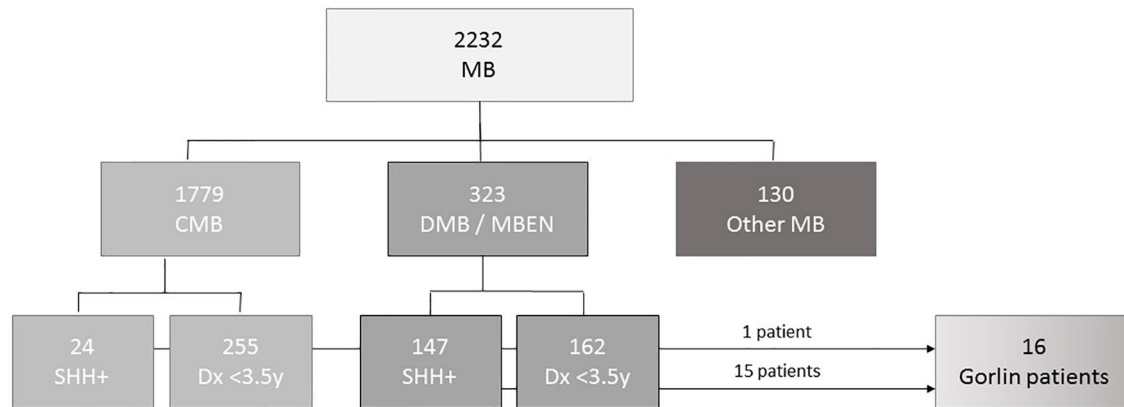 2232
MB
1779
CMB
323
DMB / MBEN
130
Other MB
24
SHH+
255
Dx <3.5y
147
SHH+
162
Dx <3.5y
1 patient
15 patients
16
Gorlin patients